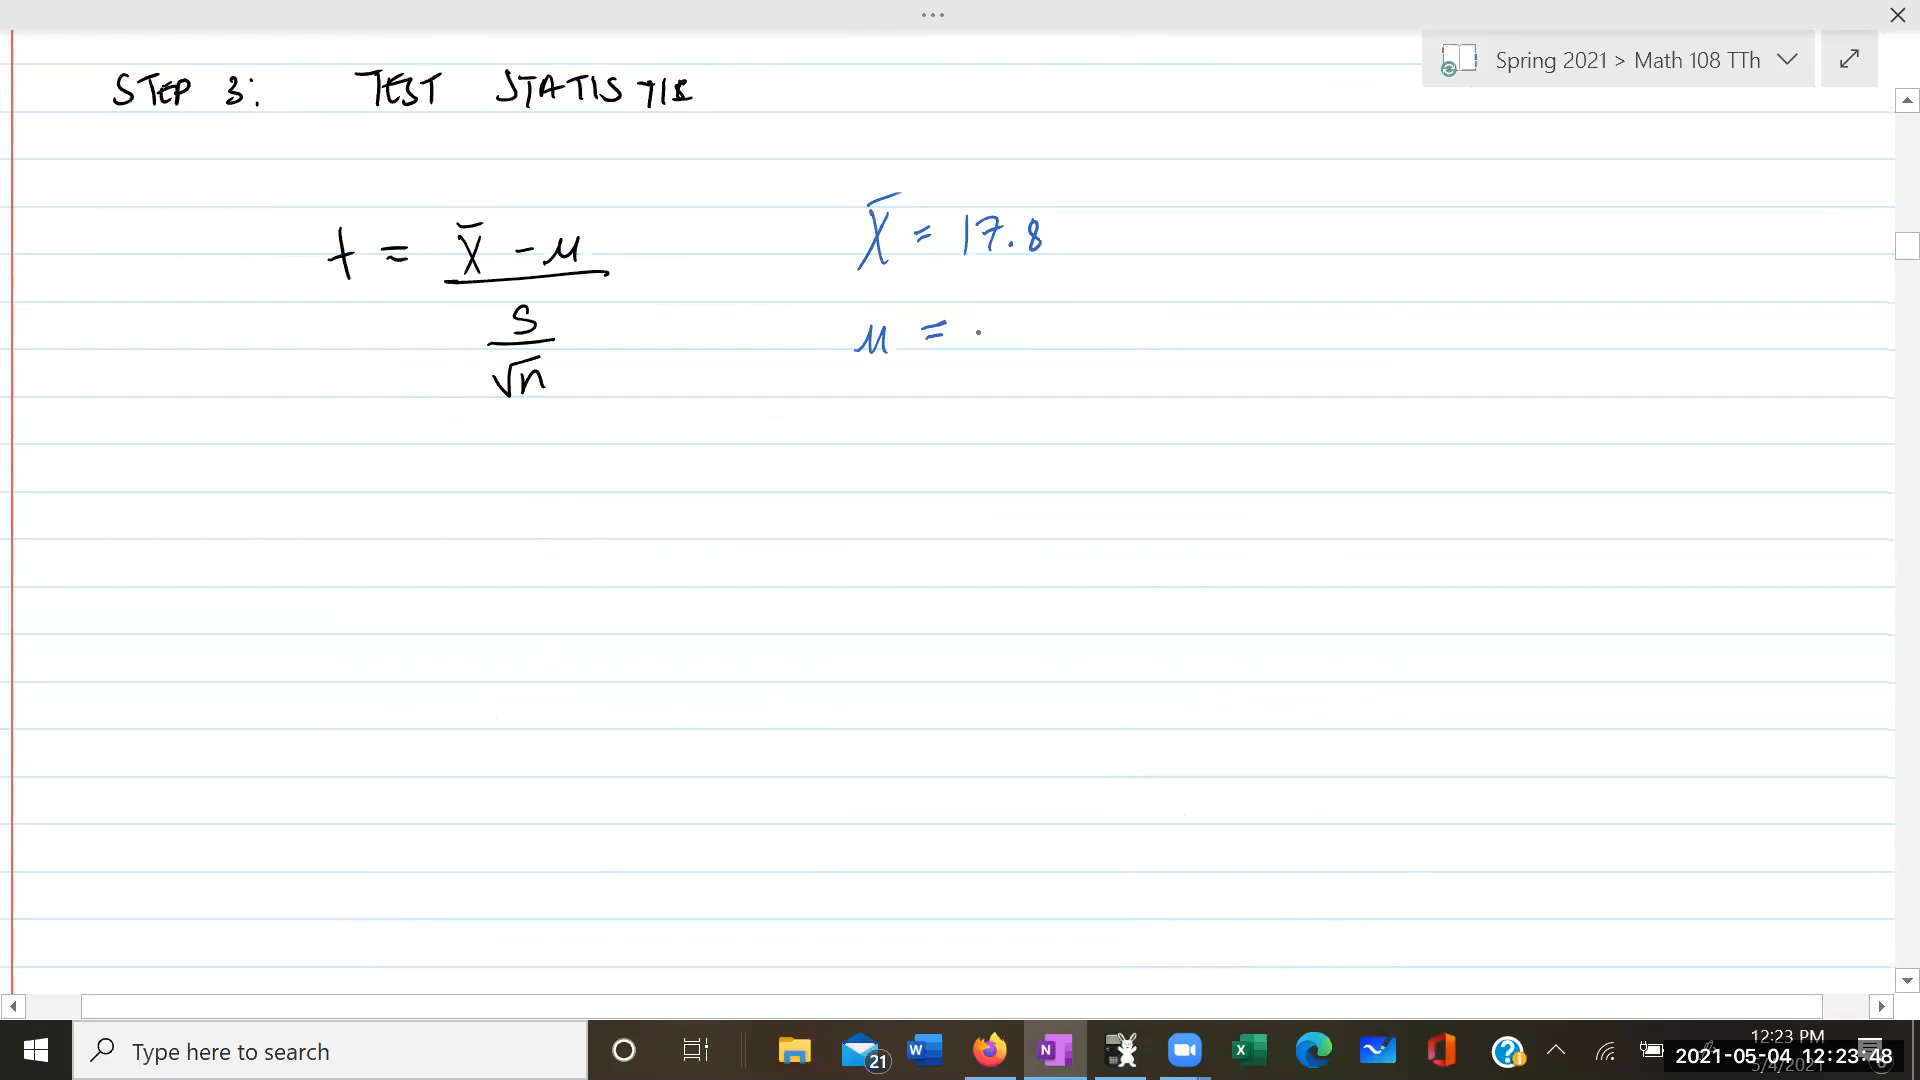 Spring 2021 > Math 108 TTh
STEP 3: TEST STATISTIC
t = x̄ - μ
s
√n
x̄ = 17.8
μ =
Type here to search
21
12:23 PM
2021-05-04 12:23:48